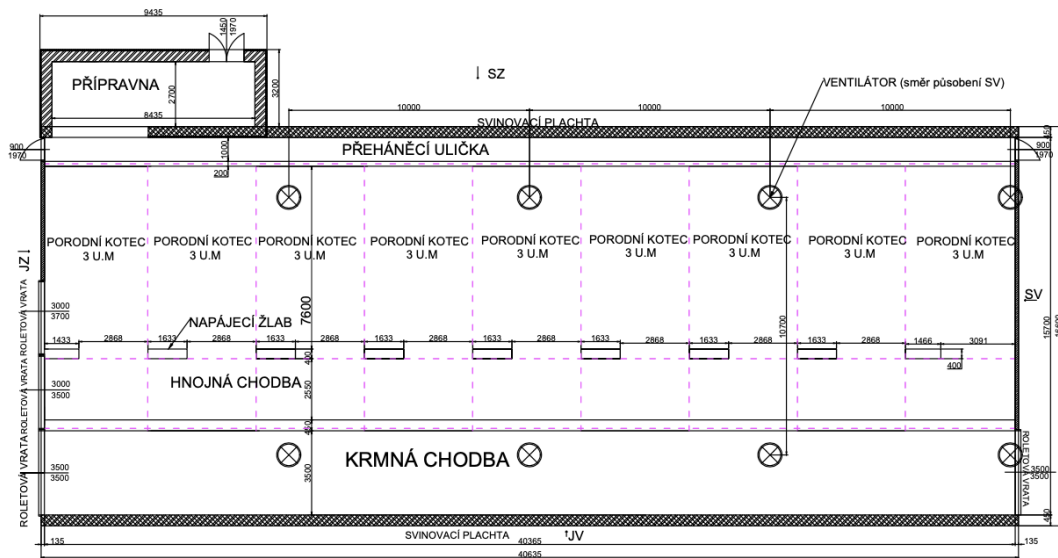 9435
1450
1970
SZ
PŘÍPRAVNA
2700
3200
8435
VENTILÁTOR (směr působení SV)
10000
10000
10000
SVINOVACÍ PLACHTA
450
900
1970
1000
PŘEHÁNĚCÍ ULIČKA
900
1970
200
PORODNÍ KOTEC
3 U.M
PORODNÍ KOTEC
3 U.M
PORODNÍ KOTEC
3 U.M
PORODNÍ KOTEC
3 U.M
PORODNÍ KOTEC
3 U.M
PORODNÍ KOTEC
3 U.M
PORODNÍ KOTEC
3 U.M
PORODNÍ KOTEC
3 U.M
PORODNÍ KOTEC
3 U.M
JZ
SV
3000
3700
7600
10700
15700
NAPÁJECÍ ŽLAB
1433
2868
1633
2868
1633
2868
1633
2868
1633
2868
1633
2868
1633
2868
1633
2868
1466
3091
400
400
HNOJNÁ CHODBA
2550
3000
3500
450
ROLETOVÁ VRATA
ROLETOVÁ VRATA
ROLETOVÁ VRATA
KRMNÁ CHODBA
3500
3500
3500
ROLETOVÁ VRATA
3500
3500
450
SVINOVACÍ PLACHTA
JV
135
40365
135
40635